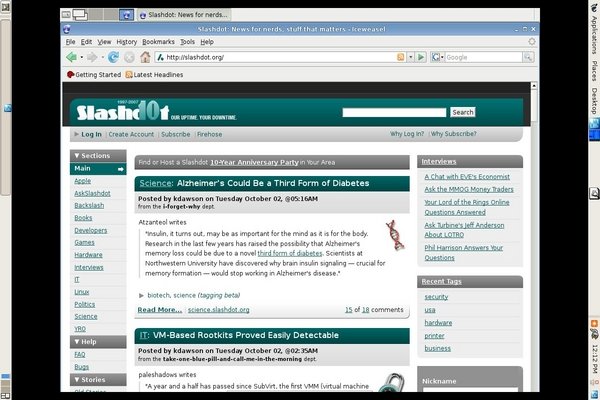 Slashdot: News for nerds...
Slashdot: News for nerds, stuff that matters - Iceweasel
File Edit View History Bookmarks Tools Help
http://slashdot.org/
Google
Getting Started Latest Headlines
1997-2007
Slashd10t
OUR UPTIME. YOUR DOWNTIME.
Search
Log In Create Account Subscribe Firehose
Why Log In? Why Subscribe?
Sections
Main
Apple
AskSlashdot
Backslash
Books
Developers
Games
Hardware
Interviews
IT
Linux
Politics
Science
YRO
Help
FAQ
Bugs
Stories
Old Stories
Find or Host a Slashdot 10-Year Anniversary Party in Your Area
Science: Alzheimer's Could Be a Third Form of Diabetes
Posted by kdawson on Tuesday October 02, @05:16AM
from the i-forget-why dept.
Atzanteol writes
"Insulin, it turns out, may be as important for the mind as it is for the body.
Research in the last few years has raised the possibility that Alzheimer's
memory loss could be due to a novel third form of diabetes. Scientists at
Northwestern University have discovered why brain insulin signaling — crucial for
memory formation — would stop working in Alzheimer's disease."
biotech, science (tagging beta)
Read More... science.slashdot.org
15 of 18 comments
IT: VM-Based Rootkits Proved Easily Detectable
Posted by kdawson on Tuesday October 02, @02:35AM
from the take-one-blue-pill-and-call-me-in-the-morning dept.
paleshadows writes
"A year and a half has passed since SubVirt, the first VMM (virtual machine
Interviews
A Chat with EVE's Economist
Ask the MMOG Money Traders
Your Lord of the Rings Online
Questions Answered
Ask Turbine's Jeff Anderson
About LOTRO
Phil Harrison Answers Your
Questions
Recent Tags
security
usa
hardware
printer
business
Nickname
Applications Places Desktop
12:12 PM